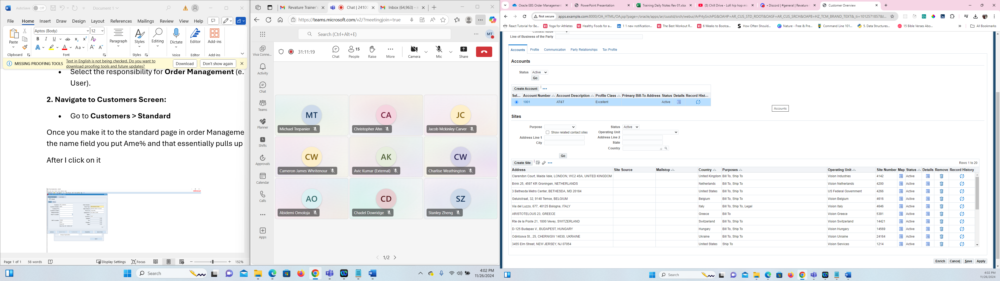 AutoSave Off Document 1
File Home Insert Draw Design Layout References Mailings Review View Help
Aptos (Body) 12
Paste Paragraph Styles Editing Dictate Editor Add-ins
Clipboard Font Styles Voice Editor Add-ins
MISSING PROOFING TOOLS Text in English is not being checked. Do you want to download proofing tools and future updates? Download Don't show again
Select the responsibility for Order Management (e.
User).
2. Navigate to Customers Screen:
Go to Customers > Standard
Once you make it to the standard page in order Manageme
the name field you put Ame% and that essentially pulls up
After I click on it
ORACLE
Page 1 of 1 58 words Display Settings Focus 152%
Search
4:02 PM
11/26/2024
Revature Trainer's Chat | 24100 Inbox (64,963) -
https://teams.microsoft.com/v2/?meetingjoin=true
Search (Ctrl+Alt+E) MT
31:11:19 Chat 15 People Raise More Camera Mic Share
Viva Conne...
Activity
Chat
Teams
Planner
Shifts
Approvals
Calendar
Calls
Apps
MT CA JC
Michael Trepanier Christopher Ahn Jacob Mckinley Carver
CW AK CW
Cameron James Whritenour Avic Kumar (External) Charlise Weathington
AO CD SZ
Abidemi Omoloja Chadel Dowridge Stanley Zheng
1/2
Oracle EBS Order Management PowerPoint Presentation Training Daily Notes Rev 01.xlsx (5) Chill Drive - Lofi hip hop mi Discord | #general | Revature Customer Overview
Not secure apps.example.com:8000/OA_HTML/OA.jsp?page=/oracle/apps/ar/cusstd/srch/webui/ArPrtySrchPG&OAHP=AR_CUS_STD_ROOT&OASF=AR_CUS_SRCH&OAPB=HZ_TCM_BRAND_TEXT&_ti=1012571857&...
React Tutorial for Be... Yoga for Athletes Healthy Foods for a... 1 1 new notification... The Best Workout R... 6 Weeks to Bootca... How Often Should... Nature - Free & Pre... Command Line 101... 5. Data Structures... 15 Bible Verses Abo... All Bookmarks
Context Value
Line of Business of the Party
Accounts Profile Communication Party Relationships Tax Profile
Accounts
Status Active
Go
Create Account
Sel... Account Number Account Description Profile Class Primary Bill-To Address Status Details Record Hist...
1001 AT&T Excellent Active
Accounts
Sites
Purpose Status Active
Show related contact sites Operating Unit
Address Line 1 Address Line 2
City State
Country
Go
Create Site Rows 1 to 20
Address Site Source Mailstop Country Purposes Operating Unit Site Number Map Status Details Remove Record History
Clarendon Court, Maida Vale, LONDON, WC2 4SA, UNITED KINGDOM United Kingdom Bill To, Ship To Vision Industries 4142 Active
Brink 25, 4597 KR Groningen, NETHERLANDS Netherlands Bill To, Ship To Vision Netherlands 4200 Active
3 Bethesda Metro Center, BETHESDA, MD 20184 United States Bill To, Ship To US Federal Government 4266 Active
Gelukstraat, 32, 9140 Temse, BELGIUM Belgium Bill To, Ship To Vision Belgium 4616 Active
Via del Luzzo, 677, 40125 Bologna, ITALY Italy Bill To, Ship To, Legal Vision Italy 4646 Active
ARISTOTELOUS 23, GREECE Greece Bill To Vision Greece 5391 Active
Rte de la Poste 21, 1800 Vevey, SWITZERLAND Switzerland Bill To, Ship To Vision Switzerland 14421 Active
D-125 Budapao V., BUDAPEST, HUNGARY Hungary Bill To, Ship To Vision Hungary 14569 Active
Odintsova St., 25, CHERNIGIV 14030, UKRAINE Ukraine Bill To, Ship To Vision Ukraine 24164 Active
3455 Elm Street, NEW JERSEY, NJ 07054 United States Ship To Vision Services 1214 Active
Enrich Cancel Save Apply
Search
4:02 PM
11/26/2024